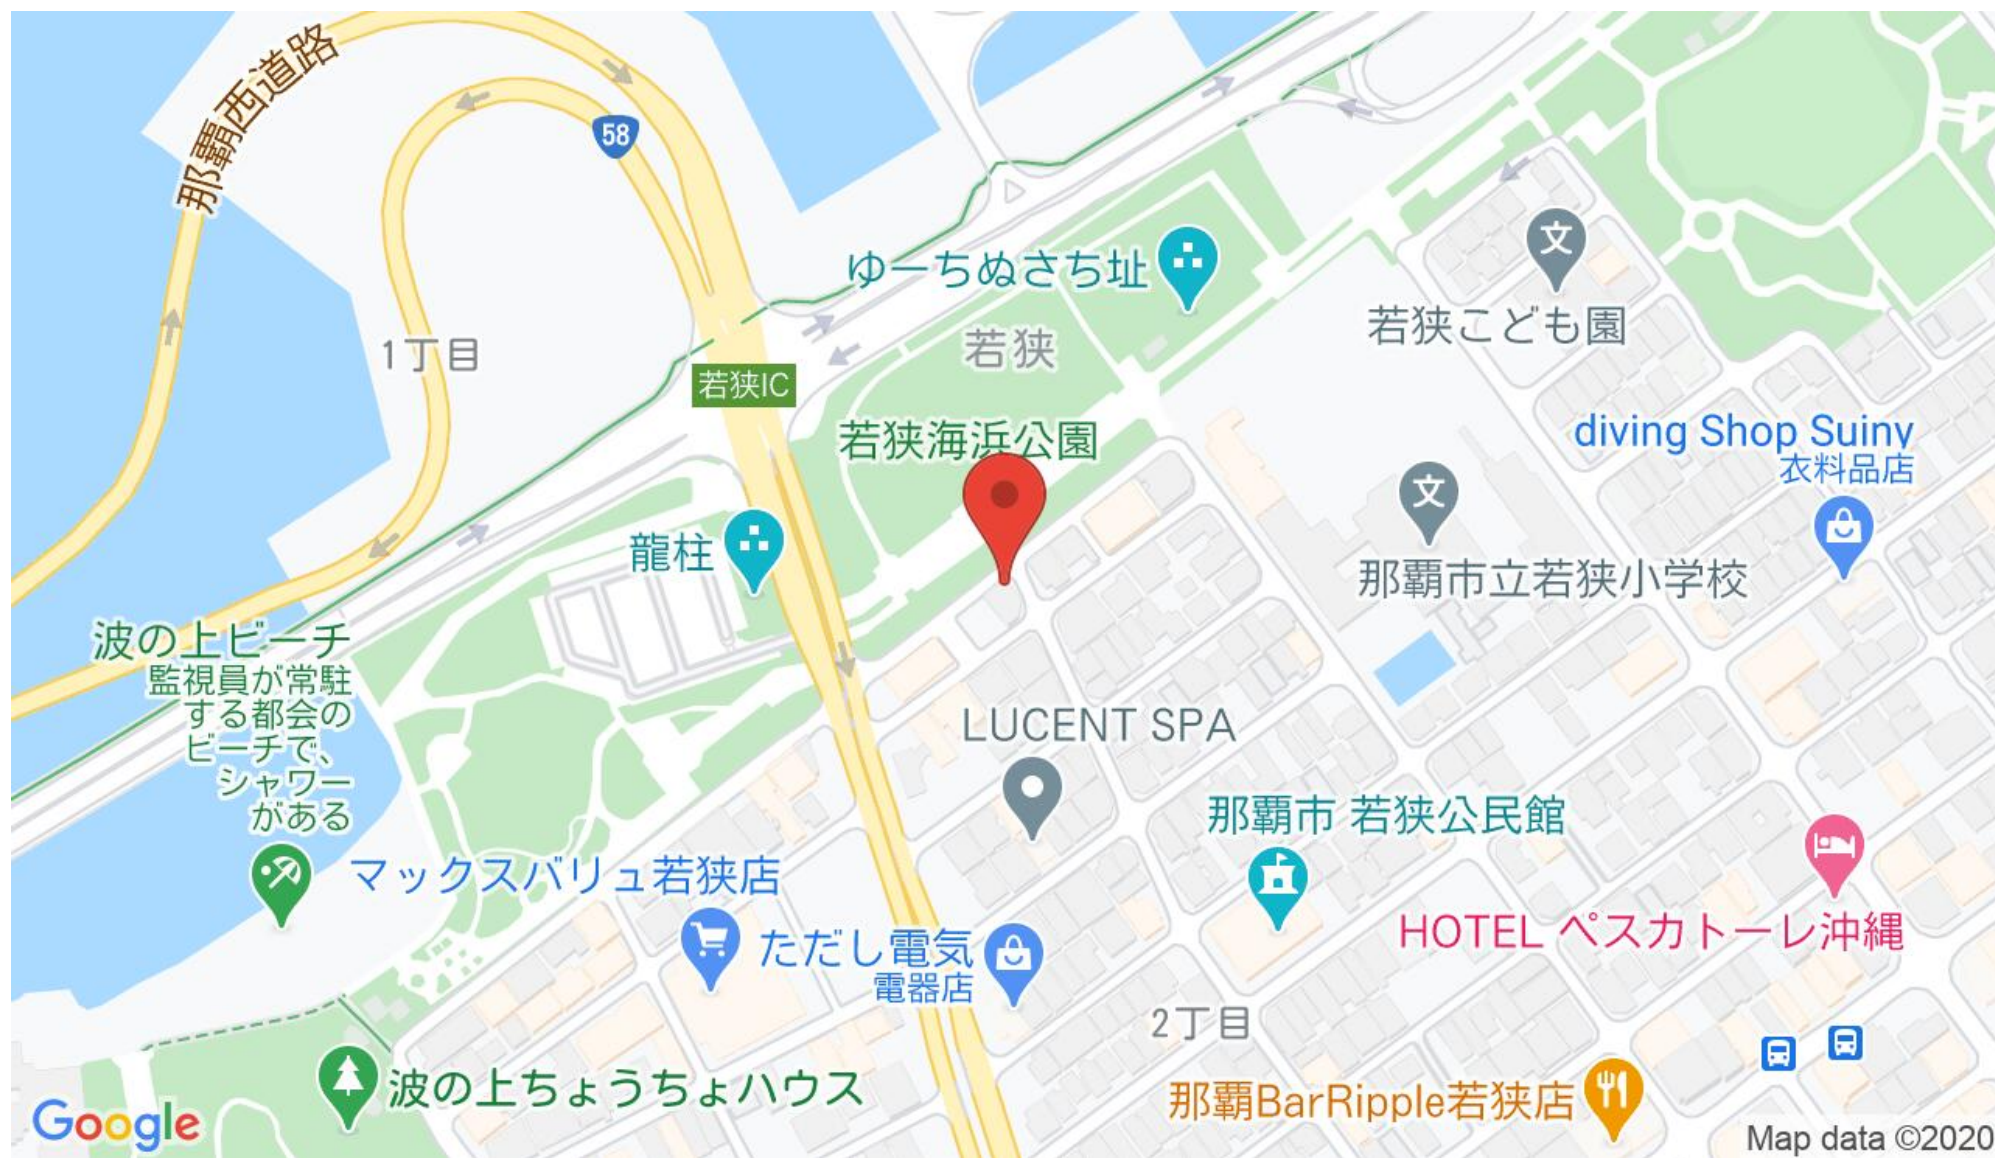 那覇西道路
58
ゆーちぬさち址
文
若狭こども園
1丁目
若狭
若狭IC
若狭海浜公園
diving Shop Suiny
衣料品店
文
龍柱
那覇市立若狭小学校
波の上ビーチ
監視員が常駐
する都会の
ビーチで、
シャワー
がある
LUCENT SPA
那覇市 若狭公民館
マックスバリュ若狭店
HOTEL ペスカトーレ沖縄
ただし電気
電器店
2丁目
波の上ちょうちょハウス
那覇BarRipple若狭店
Google
Map data ©2020